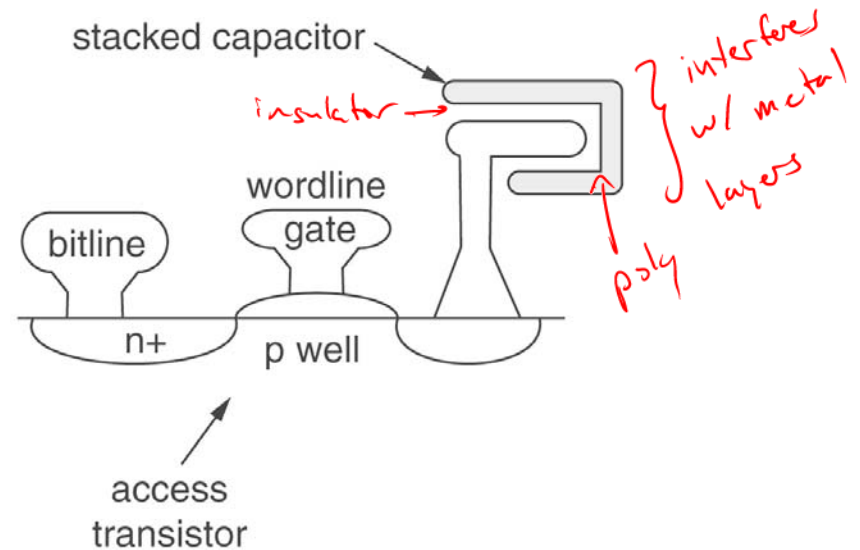 stacked capacitor
interferes
w/ metal
layers
insulator
wordline
gate
bitline
poly
n+
p well
access
transistor